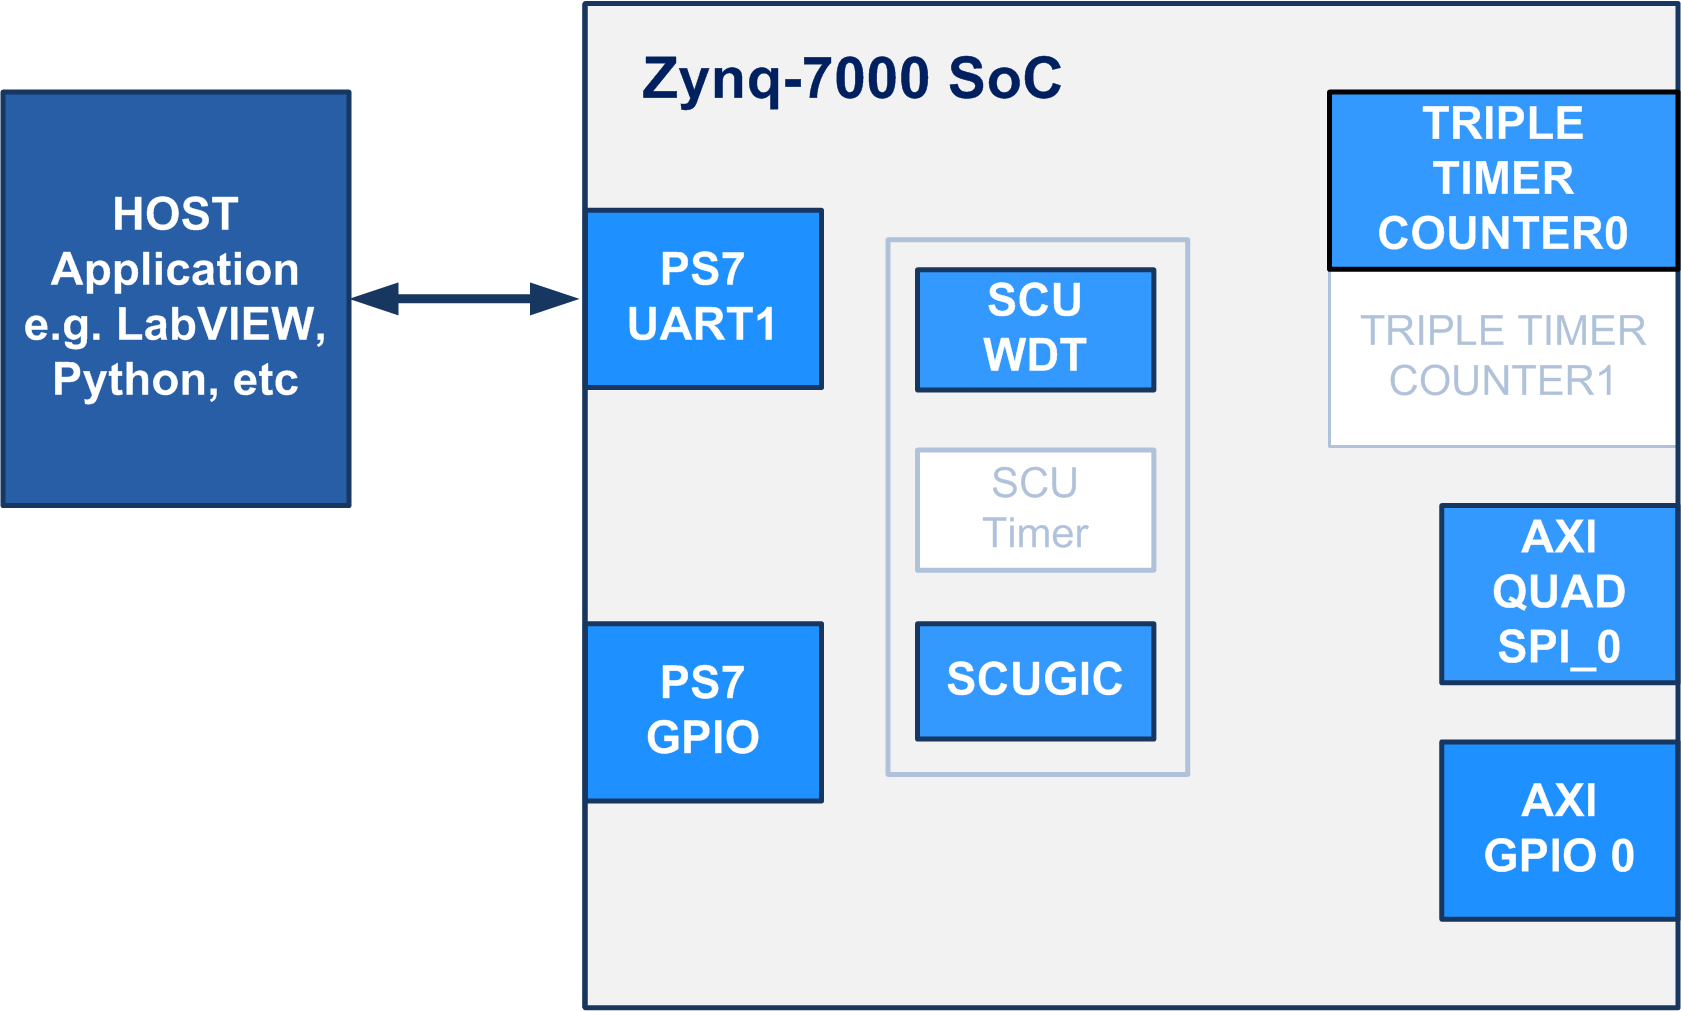 Zynq-7000 SoC
HOST
Application
e.g. LabVIEW,
Python, etc
PS7
UART1
PS7
GPIO
SCU
WDT
SCU
Timer
SCUGIC
TRIPLE
TIMER
COUNTER0
TRIPLE TIMER
COUNTER1
AXI
QUAD
SPI_0
AXI
GPIO 0